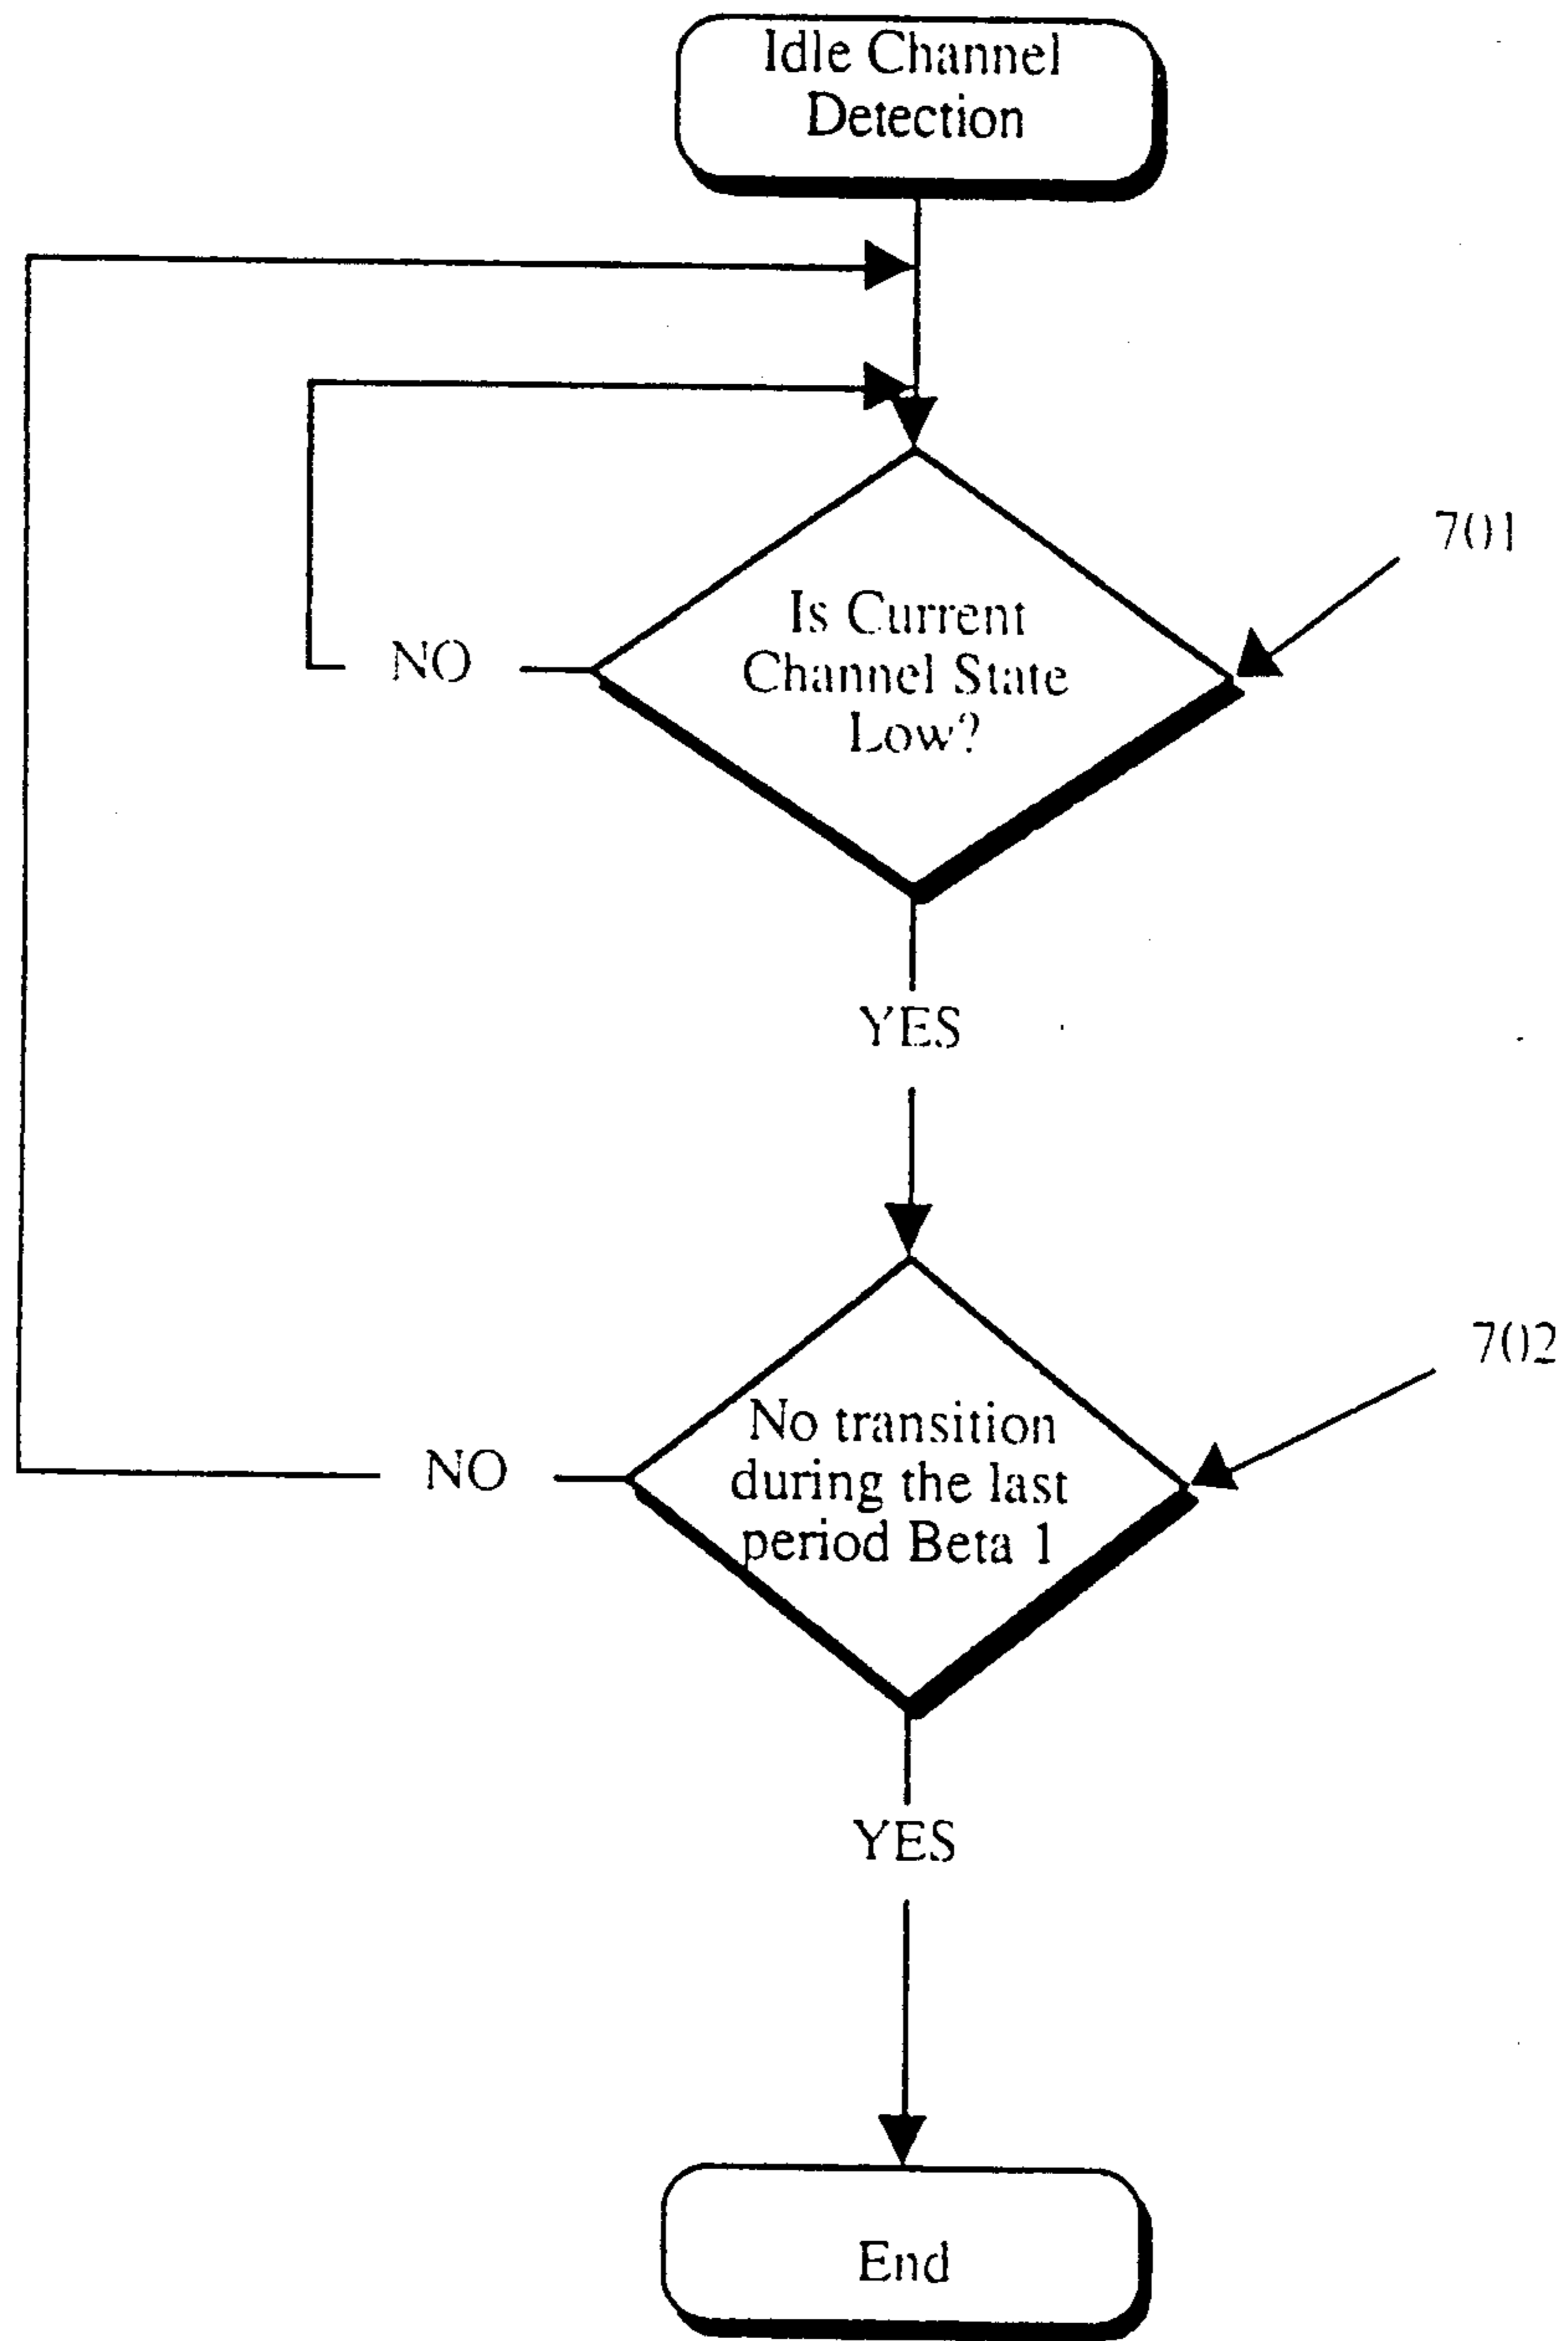 Idle Channel
Detection
701
Is Current
Channel State
Low?
NO
YES
702
No transition
during the last
period Beta 1
NO
YES
End